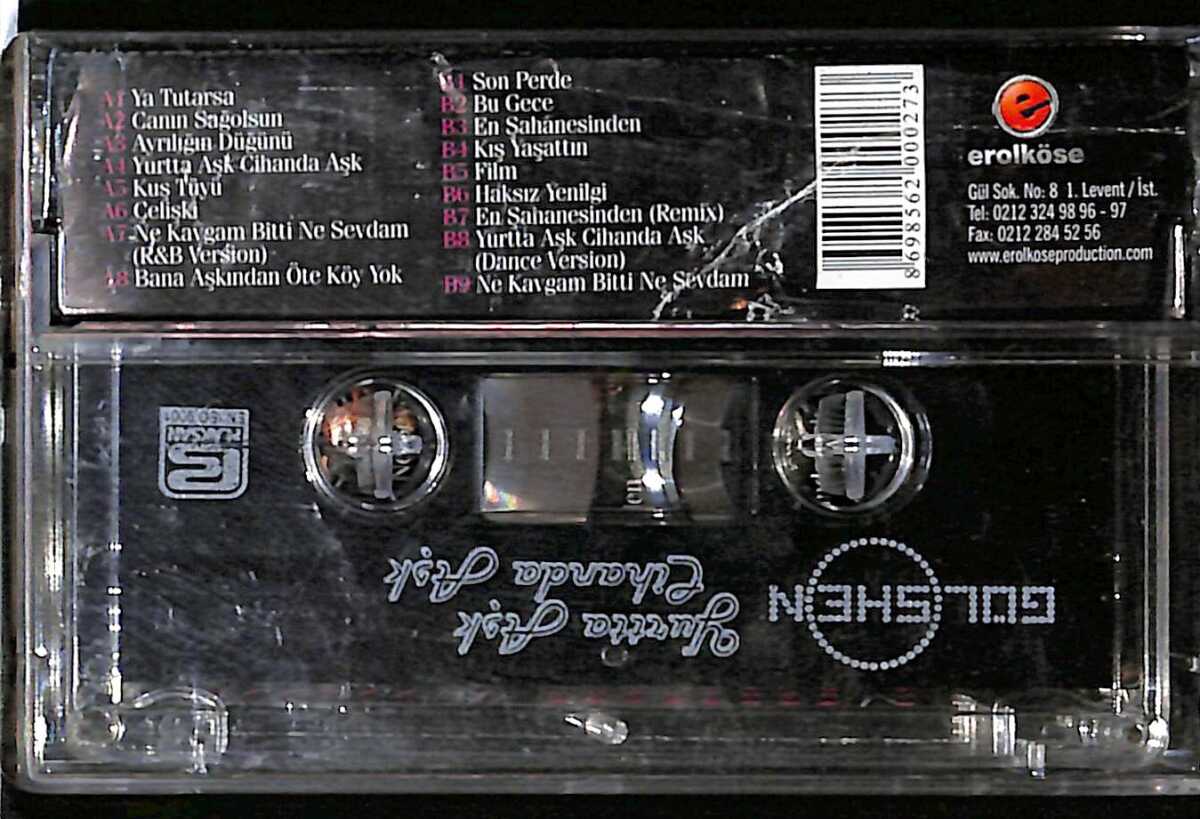 A1 Ya Tutarsa
A2 Canın Sağolsun
A3 Ayrılığın Düğünü
A4 Yurtta Aşk Cihanda Aşk
A5 Kuş Tüyü
A6 Çelişki
A7 Ne Kavgam Bitti Ne Sevdam
(R&B Version)
A8 Bana Aşkından Öte Köy Yok
B1 Son Perde
B2 Bu Gece
B3 En Şahanesinden
B4 Kış Yaşattın
B5 Film
B6 Haksız Yenilgi
B7 En Şahanesinden (Remix)
B8 Yurtta Aşk Cihanda Aşk
(Dance Version)
B9 Ne Kavgam Bitti Ne Sevdam
8698562000273
e
erolköse
Gül Sok. No: 8 1. Levent / İst.
Tel: 0212 324 98 96 - 97
Fax: 0212 284 52 56
www.erolkoseproduction.com
GÜLSHEN
Yurtta Aşk
Cihanda Aşk
EN ISO 9001